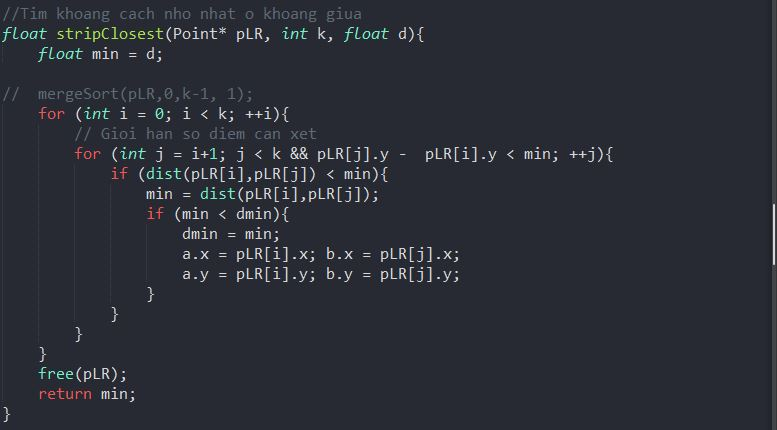 //Tim khoang cach nho nhat o khoang giua
float stripClosest(Point* pLR, int k, float d){
    float min = d;

//  mergeSort(pLR,0,k-1, 1);
    for (int i = 0; i < k; ++i){
        // Gioi han so diem can xet
        for (int j = i+1; j < k && pLR[j].y -  pLR[i].y < min; ++j){
            if (dist(pLR[i],pLR[j]) < min){
                min = dist(pLR[i],pLR[j]);
                if (min < dmin){
                    dmin = min;
                    a.x = pLR[i].x; b.x = pLR[j].x;
                    a.y = pLR[i].y; b.y = pLR[j].y;
                }
            }
        }
    }
    free(pLR);
    return min;
}